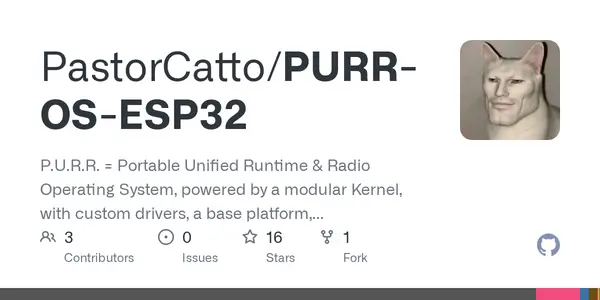 PastorCatto/PURR-
OS-ESP32
P.U.R.R. = Portable Unified Runtime & Radio
Operating System, powered by a modular Kernel,
with custom drivers, a base platform,...
3 0 16 1
Contributors Issues Stars Fork